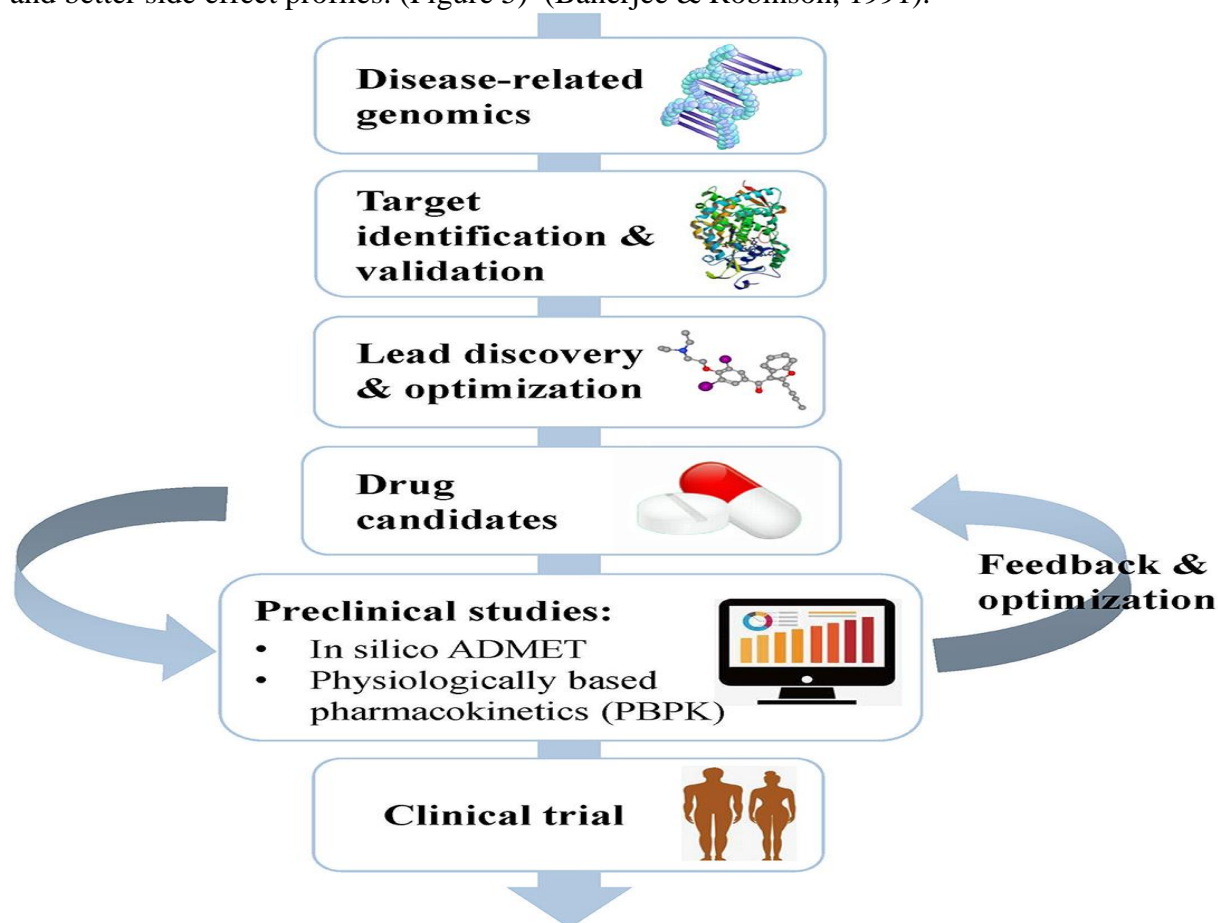 and better side effect profiles. (Figure 3) (Banerjee & Robinson, 1991).
Disease-related
genomics
Target
identification &
validation
Lead discovery
& optimization
Drug
candidates
Feedback &
optimization
Preclinical studies:
• In silico ADMET
• Physiologically based
pharmacokinetics (PBPK)
Clinical trial